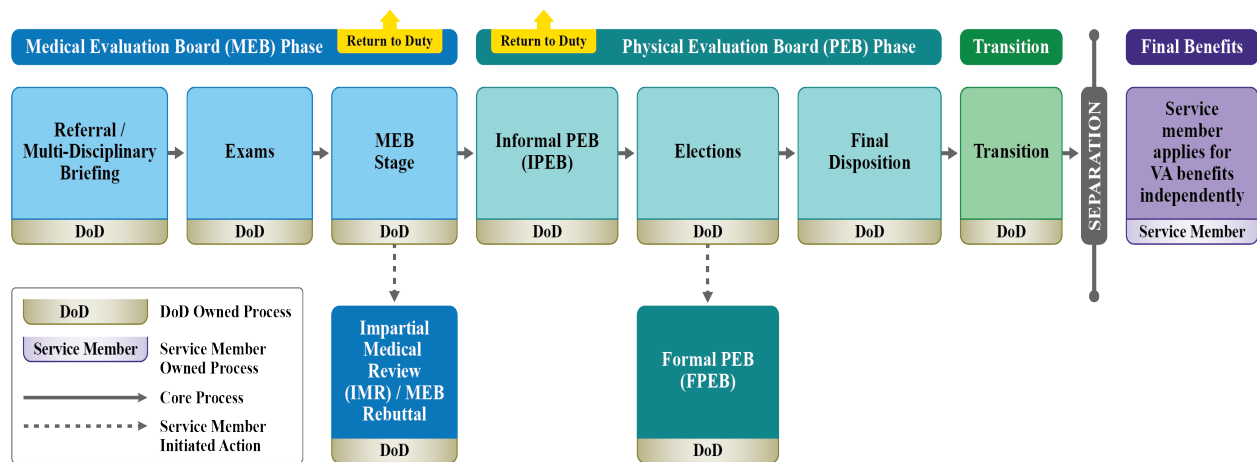 Return to Duty
Return to Duty
Medical Evaluation Board (MEB) Phase
Physical Evaluation Board (PEB) Phase
Transition
Final Benefits
Referral /
Multi-Disciplinary
Briefing
DoD
Exams
DoD
MEB
Stage
DoD
Informal PEB
(IPEB)
DoD
Elections
DoD
Final
Disposition
DoD
Transition
DoD
SEPARATION
Service
member
applies for
VA benefits
independently
Service Member
Impartial
Medical
Review
(IMR) / MEB
Rebuttal
DoD
Formal PEB
(FPEB)
DoD
DoD
DoD Owned Process
Service Member
Service Member
Owned Process
Core Process
Service Member
Initiated Action